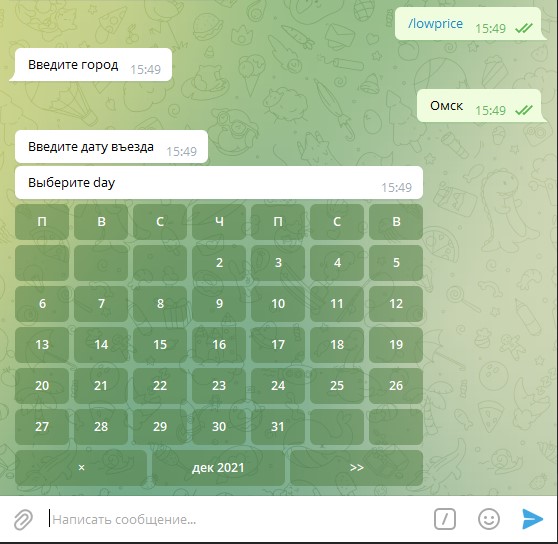 /lowprice 15:49
Введите город 15:49
Омск 15:49
Введите дату въезда 15:49
Выберите day 15:49
П В С Ч П С В
2 3 4 5
6 7 8 9 10 11 12
13 14 15 16 17 18 19
20 21 22 23 24 25 26
27 28 29 30 31
× дек 2021 >>
Написать сообщение...